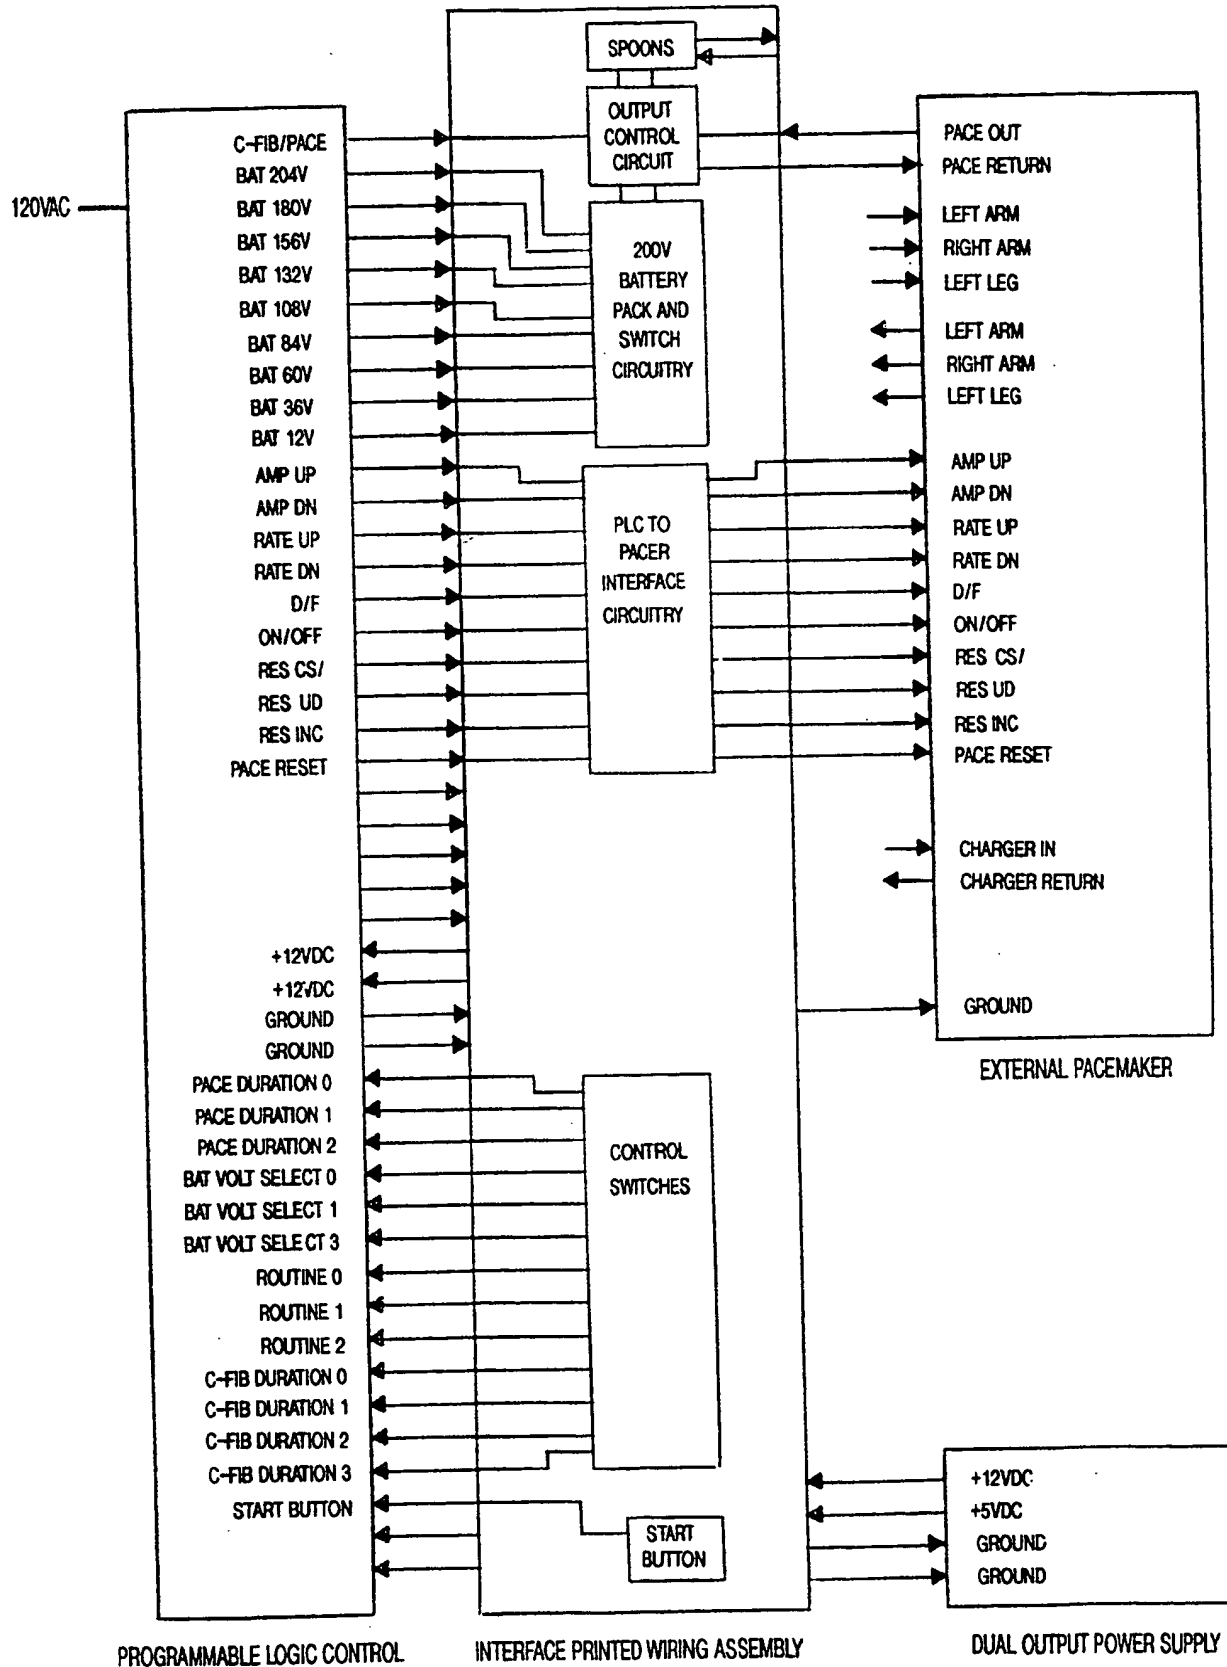 120VAC
C-FIB/PACE
BAT 204V
BAT 180V
BAT 156V
BAT 132V
BAT 108V
BAT 84V
BAT 60V
BAT 36V
BAT 12V
AMP UP
AMP DN
RATE UP
RATE DN
D/F
ON/OFF
RES CS/
RES UD
RES INC
PACE RESET
+12VDC
+12VDC
GROUND
GROUND
PACE DURATION 0
PACE DURATION 1
PACE DURATION 2
BAT VOLT SELECT 0
BAT VOLT SELECT 1
BAT VOLT SELECT 3
ROUTINE 0
ROUTINE 1
ROUTINE 2
C-FIB DURATION 0
C-FIB DURATION 1
C-FIB DURATION 2
C-FIB DURATION 3
START BUTTON
PROGRAMMABLE LOGIC CONTROL
SPOONS
OUTPUT
CONTROL
CIRCUIT
200V
BATTERY
PACK AND
SWITCH
CIRCUITRY
PLC TO
PACER
INTERFACE
CIRCUITRY
CONTROL
SWITCHES
START
BUTTON
INTERFACE PRINTED WIRING ASSEMBLY
PACE OUT
PACE RETURN
LEFT ARM
RIGHT ARM
LEFT LEG
LEFT ARM
RIGHT ARM
LEFT LEG
AMP UP
AMP DN
RATE UP
RATE DN
D/F
ON/OFF
RES CS/
RES UD
RES INC
PACE RESET
CHARGER IN
CHARGER RETURN
GROUND
EXTERNAL PACEMAKER
+12VDC
+5VDC
GROUND
GROUND
DUAL OUTPUT POWER SUPPLY